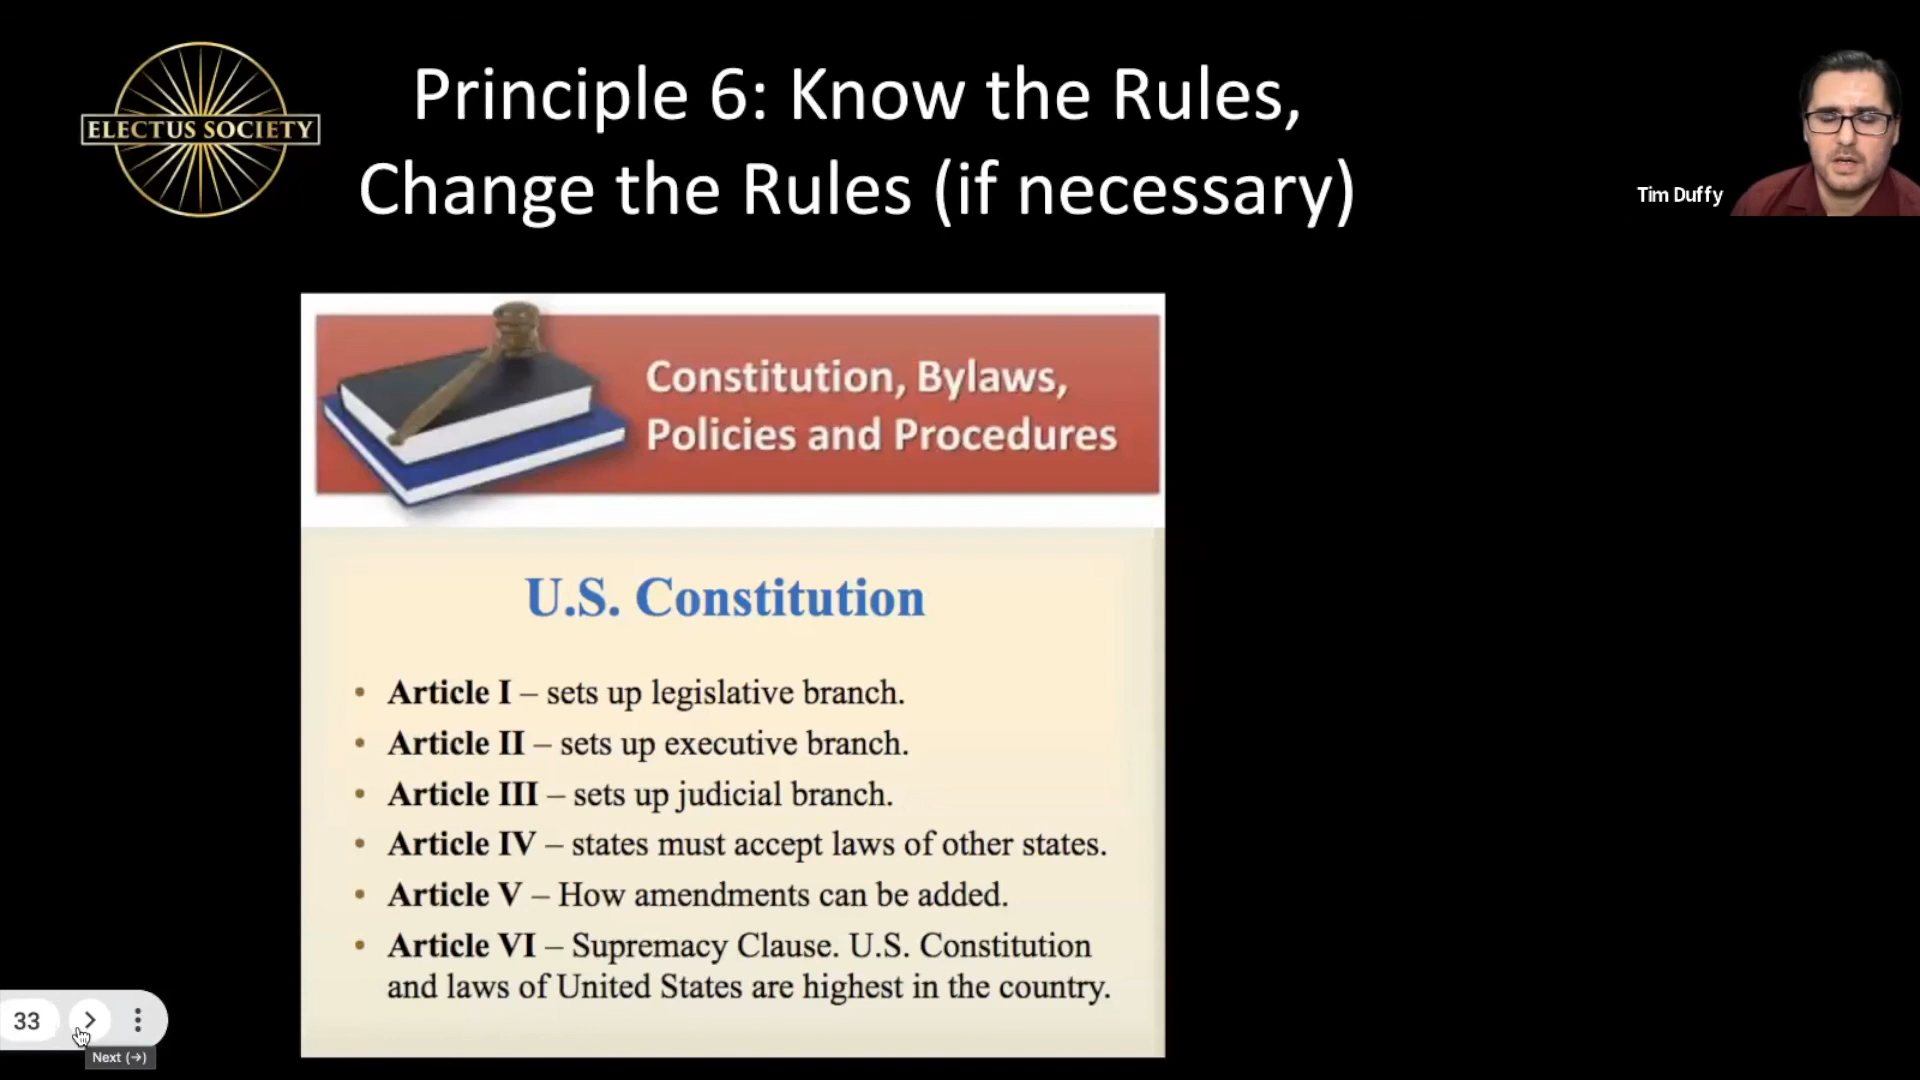 ELECTUS SOCIETY
Principle 6: Know the Rules,
Change the Rules (if necessary)
Tim Duffy
Constitution, Bylaws,
Policies and Procedures
U.S. Constitution
• Article I – sets up legislative branch.
• Article II – sets up executive branch.
• Article III – sets up judicial branch.
• Article IV – states must accept laws of other states.
• Article V – How amendments can be added.
• Article VI – Supremacy Clause. U.S. Constitution
and laws of United States are highest in the country.
33
Next (→)